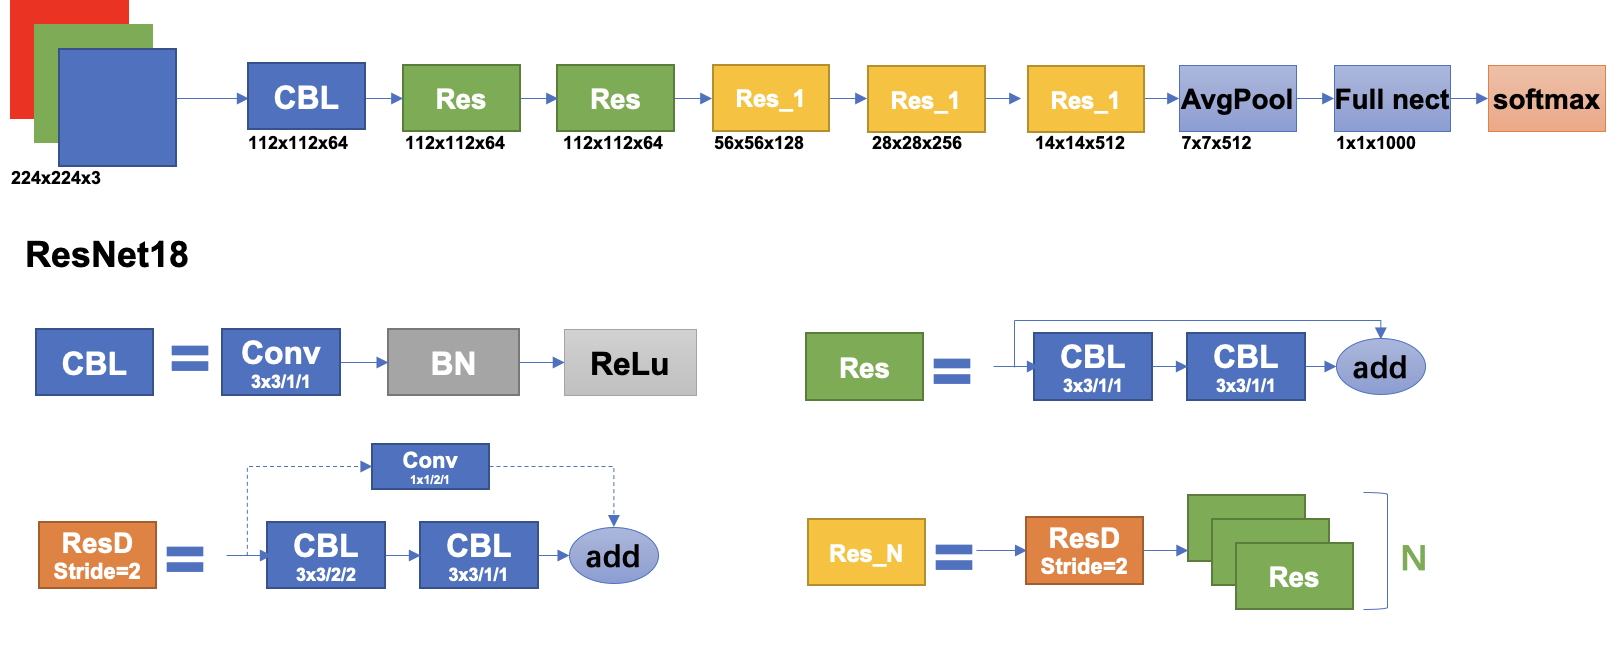 CBL
Res
Res
Res_1
Res_1
Res_1
AvgPool
Full nect
softmax
112x112x64
112x112x64
112x112x64
56x56x128
28x28x256
14x14x512
7x7x512
1x1x1000
224x224x3
ResNet18
CBL
=
Conv
3x3/1/1
BN
ReLu
Res
=
CBL
3x3/1/1
CBL
3x3/1/1
add
ResD
Stride=2
=
Conv
1x1/2/1
CBL
3x3/2/2
CBL
3x3/1/1
add
Res_N
=
ResD
Stride=2
Res
N